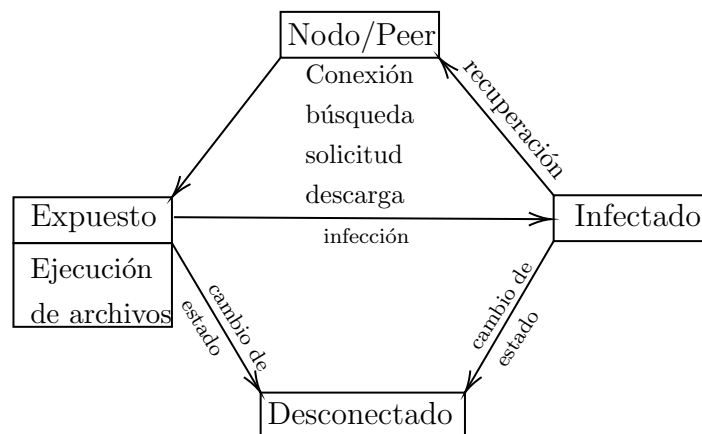 Nodo/Peer
Conexión
búsqueda
solicitud
descarga
recuperación
Expuesto
Infectado
infección
Ejecución
de archivos
cambio de
estado
cambio de
estado
Desconectado